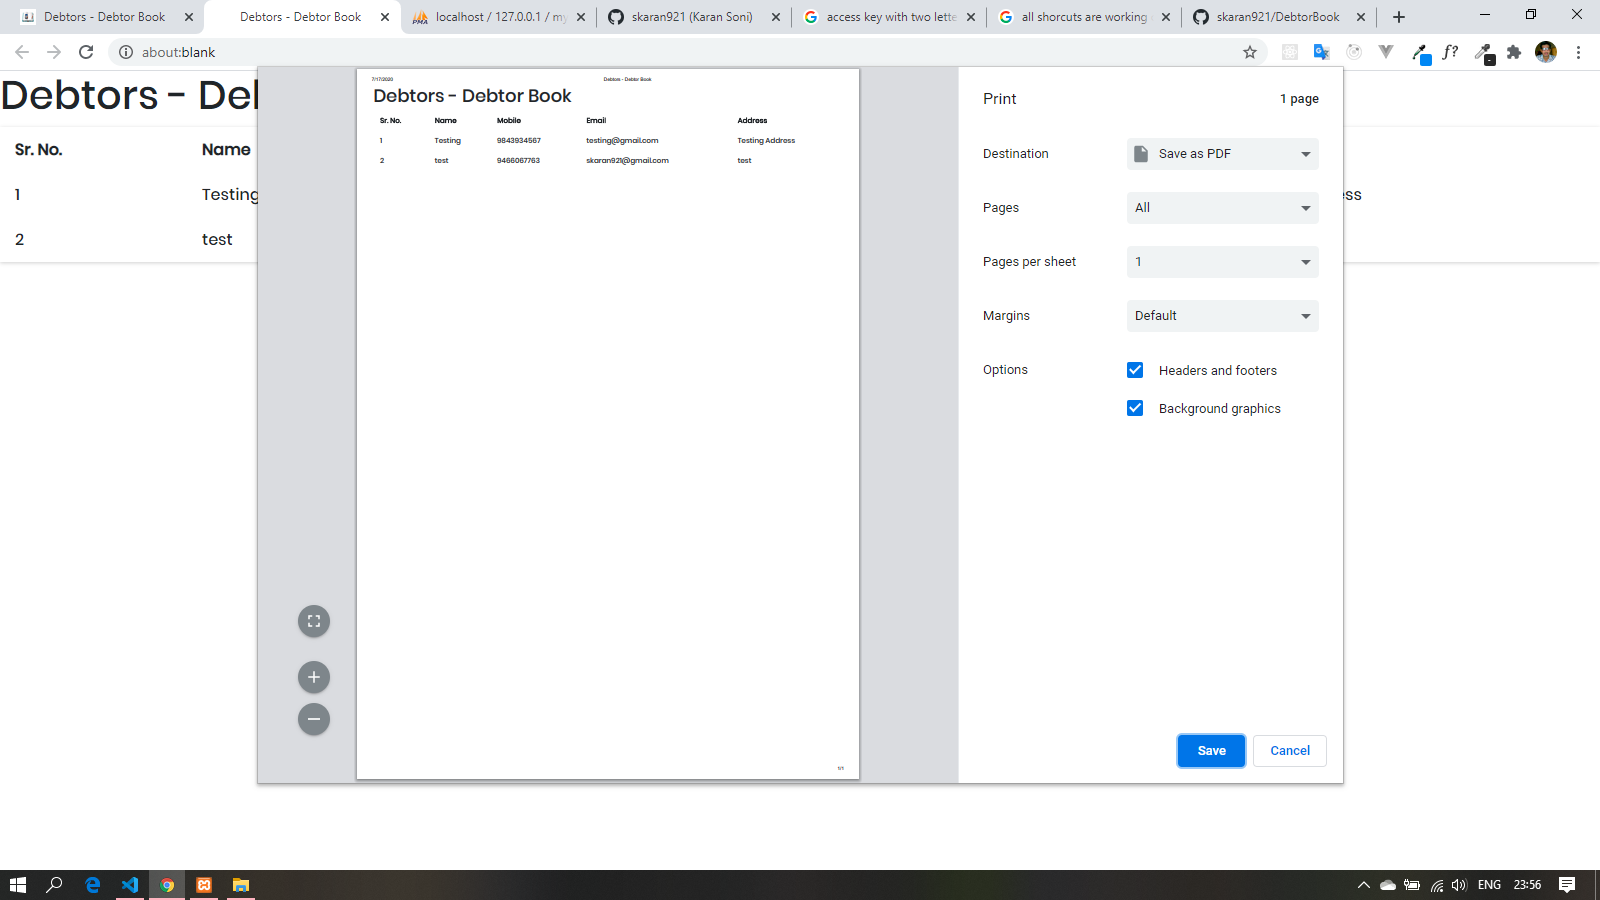 Debtors - Debtor Book
Debtors - Debtor Book
localhost / 127.0.0.1 / my
skaran921 (Karan Soni)
access key with two lette
all shorcuts are working
skaran921/DebtorBook
about:blank
f?
Debtors - Deb
Sr. No. Name
1 Testing
ss
2 test
7/17/2020 Debtors - Debtor Book
Debtors - Debtor Book
Sr. No. Name Mobile Email Address
1 Testing 9843934567 testing@gmail.com Testing Address
2 test 9466067763 skaran921@gmail.com test
1/1
Print 1 page
Destination Save as PDF
Pages All
Pages per sheet 1
Margins Default
Options Headers and footers
Background graphics
Save Cancel
ENG 23:56